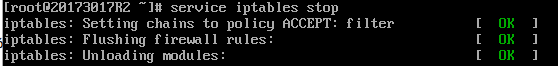 [root@20173017R2 ~]# service iptables stop
iptables: Setting chains to policy ACCEPT: filter [ OK
iptables: Flushing firewall rules: [ OK
iptables: Unloading modules: [ OK